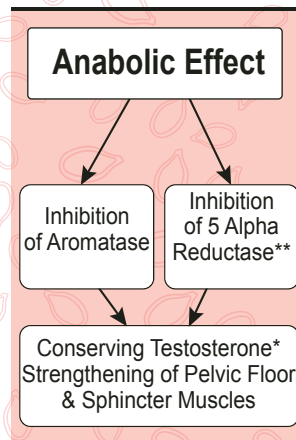 Anabolic Effect
Inhibition
of Aromatase
Inhibition
of 5 Alpha
Reductase**
Conserving Testosterone*
Strengthening of Pelvic Floor
& Sphincter Muscles